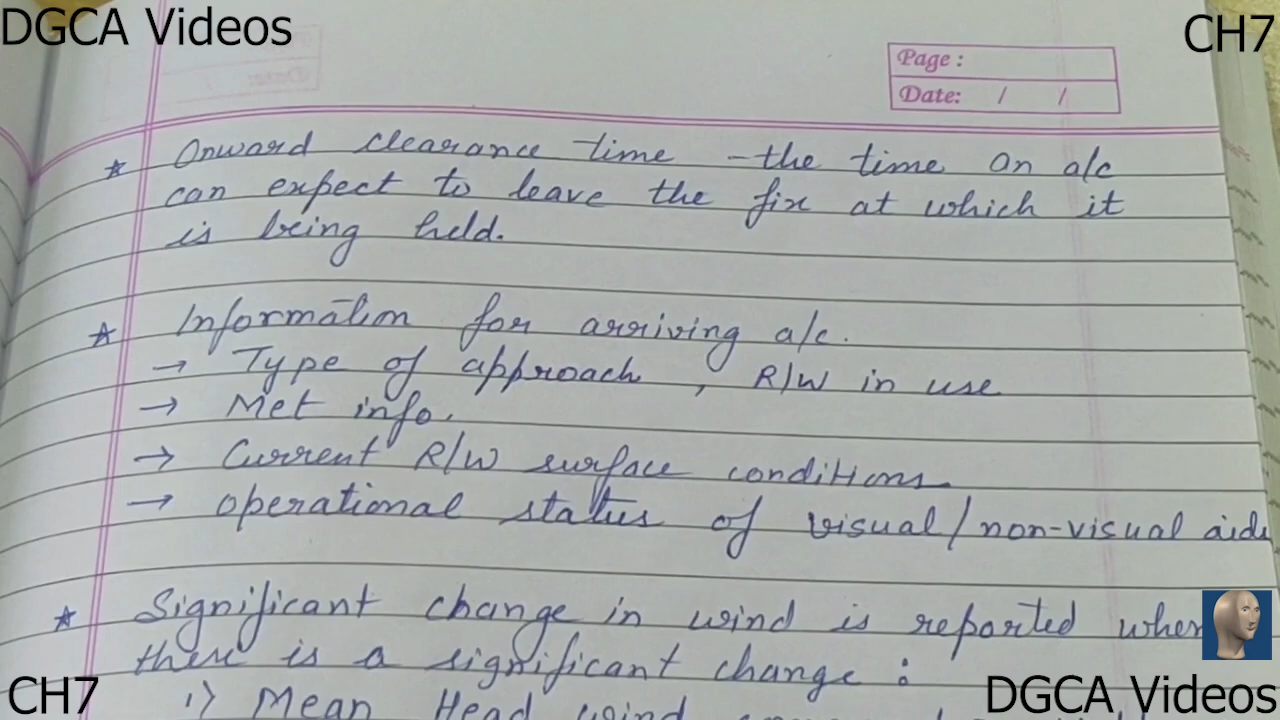 DGCA Videos
CH7
Page :
Date: / /
* Onward clearance time - the time an a/c
can expect to leave the fix at which it
is being held.
* Information for arriving a/c.
→ Type of approach, R/W in use
→ Met info.
→ Current R/W surface conditions
→ operational status of visual/non-visual aids
* Significant change in wind is reported when
there is a significant change :
1) Mean Head wind
CH7
DGCA Videos